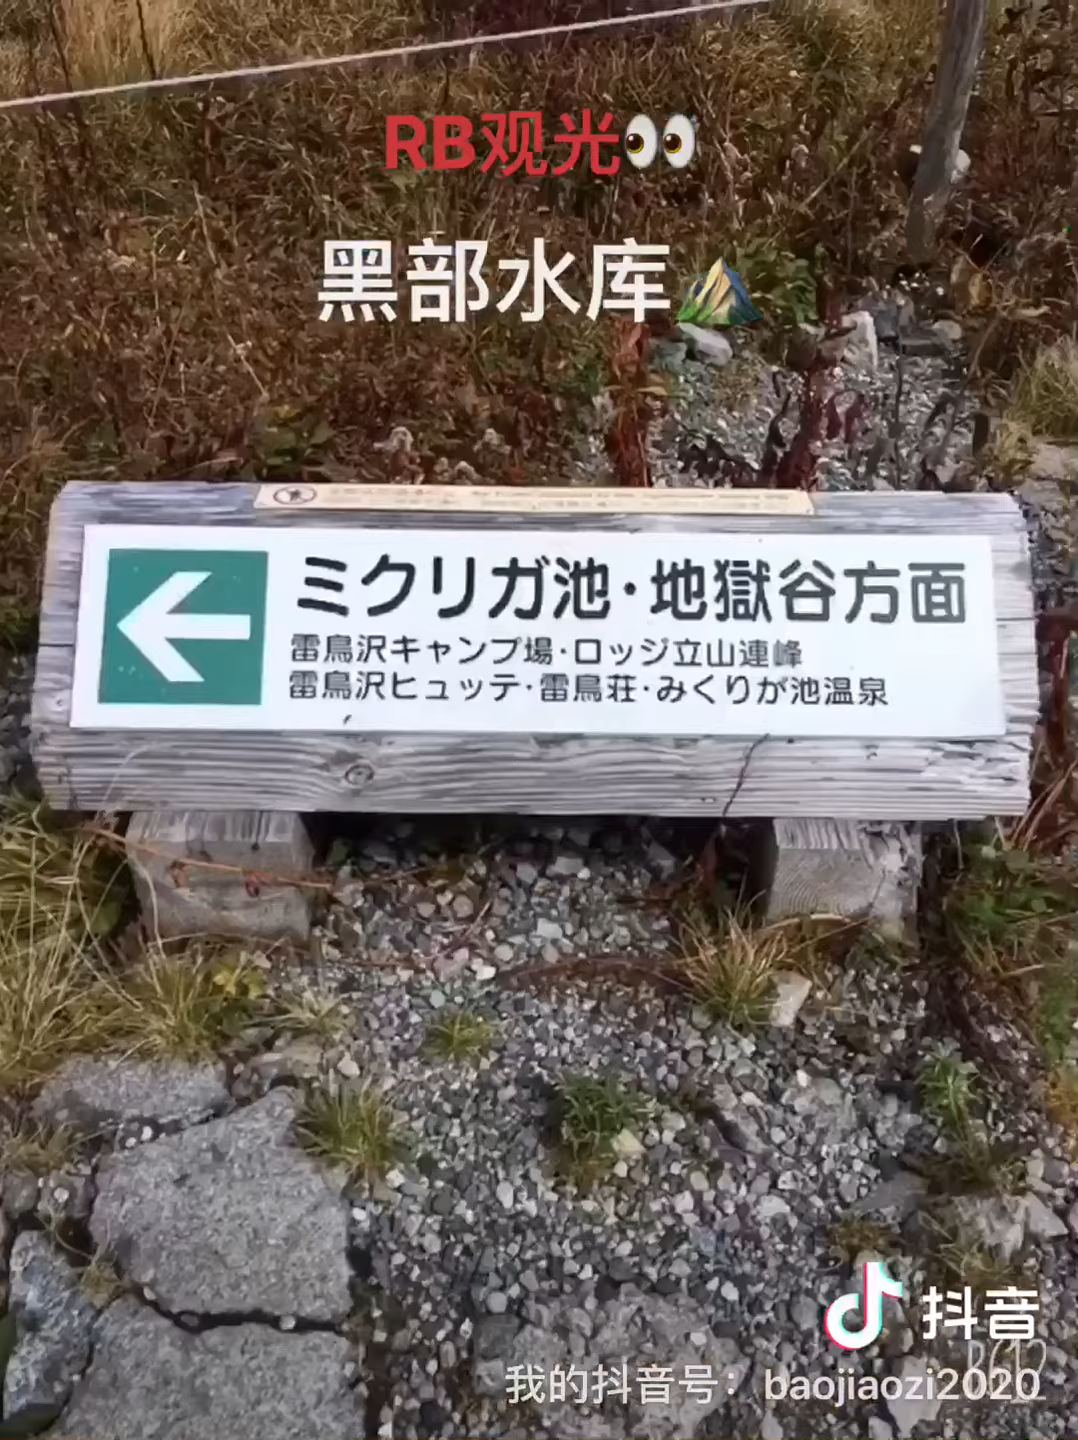 RB观光👀
黑部水库⛰️
ミクリガ池・地獄谷方面
雷鳥沢キャンプ場・ロッジ立山連峰
雷鳥沢ヒュッテ・雷鳥荘・みくりが池温泉
抖音
我的抖音号：baojiaozi2020